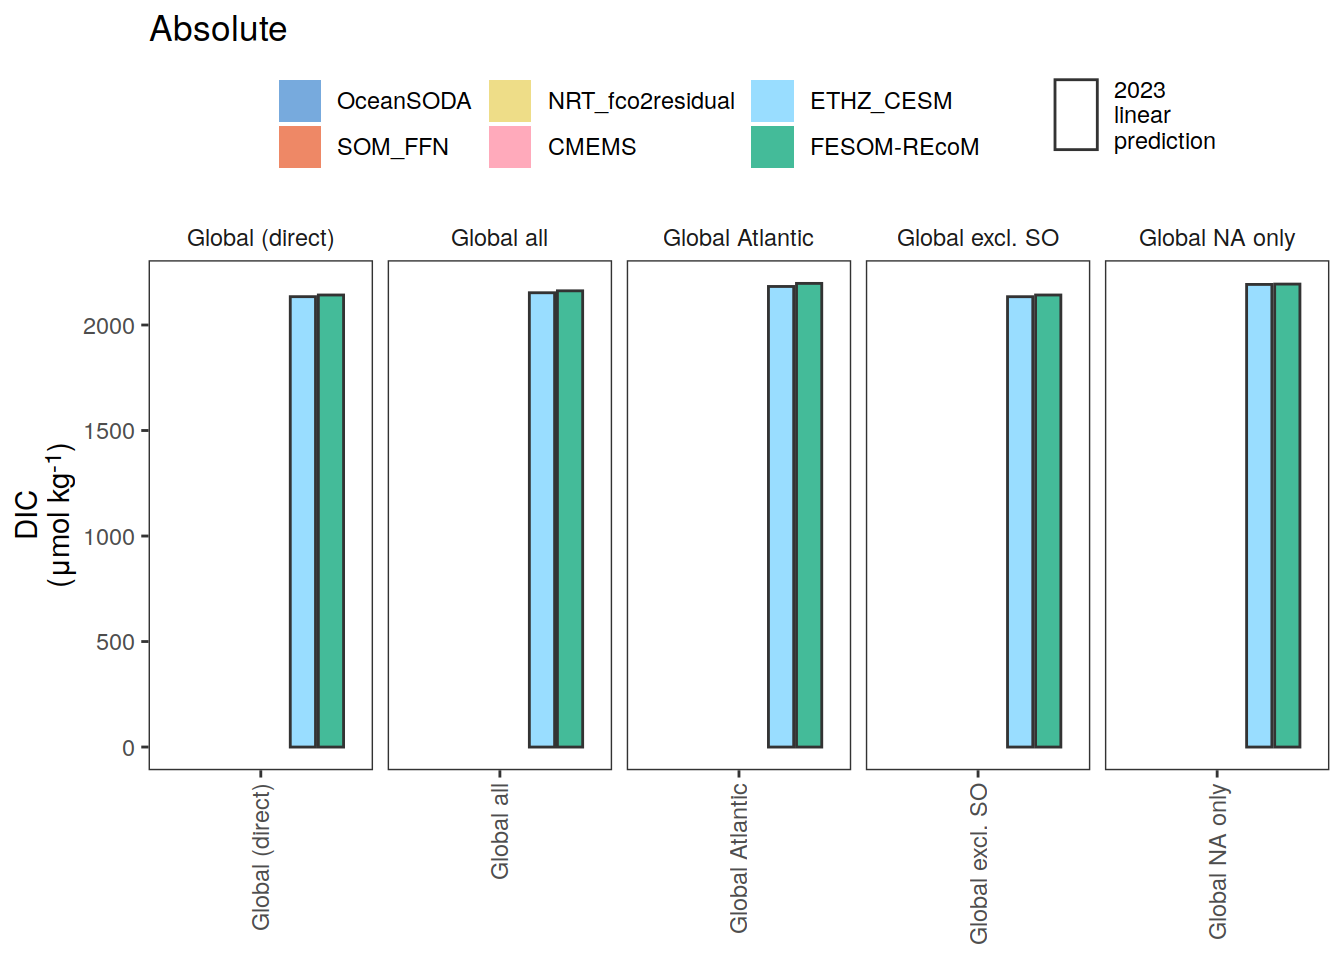 Absolute
OceanSODA
NRT_fco2residual
ETHZ_CESM
SOM_FFN
CMEMS
FESOM-REcoM
2023
linear
prediction
Global (direct)
Global all
Global Atlantic
Global excl. SO
Global NA only
DIC
(μmol kg⁻¹)
2000
1500
1000
500
0
Global (direct)
Global all
Global Atlantic
Global excl. SO
Global NA only